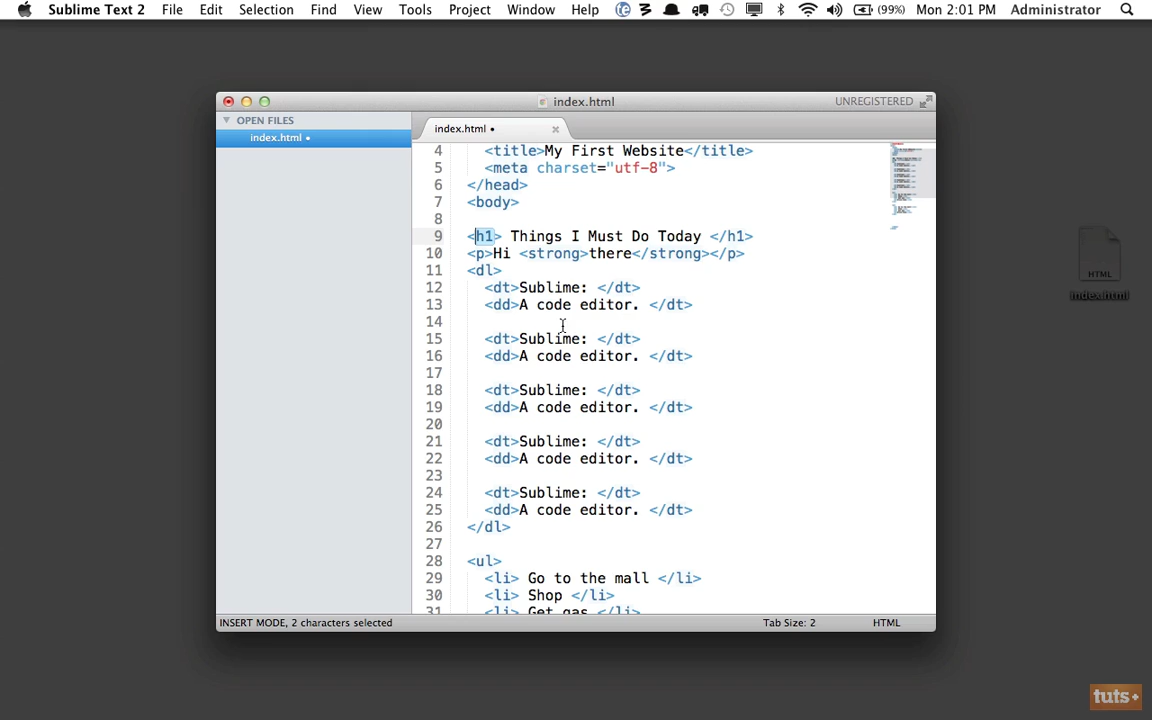 Sublime Text 2 File Edit Selection Find View Tools Project Window Help (99%) Mon 2:01 PM Administrator
index.html UNREGISTERED
OPEN FILES
index.html •
index.html •
4 <title>My First Website</title>
5 <meta charset="utf-8">
6 </head>
7 <body>
8
9 <h1> Things I Must Do Today </h1>
10 <p>Hi <strong>there</strong></p>
11 <dl>
12 <dt>Sublime: </dt>
13 <dd>A code editor. </dt>
14
15 <dt>Sublime: </dt>
16 <dd>A code editor. </dt>
17
18 <dt>Sublime: </dt>
19 <dd>A code editor. </dt>
20
21 <dt>Sublime: </dt>
22 <dd>A code editor. </dt>
23
24 <dt>Sublime: </dt>
25 <dd>A code editor. </dt>
26 </dl>
27
28 <ul>
29 <li> Go to the mall </li>
30 <li> Shop </li>
31 <li> Get gas </li>
INSERT MODE, 2 characters selected Tab Size: 2 HTML
HTML
index.html
tuts+